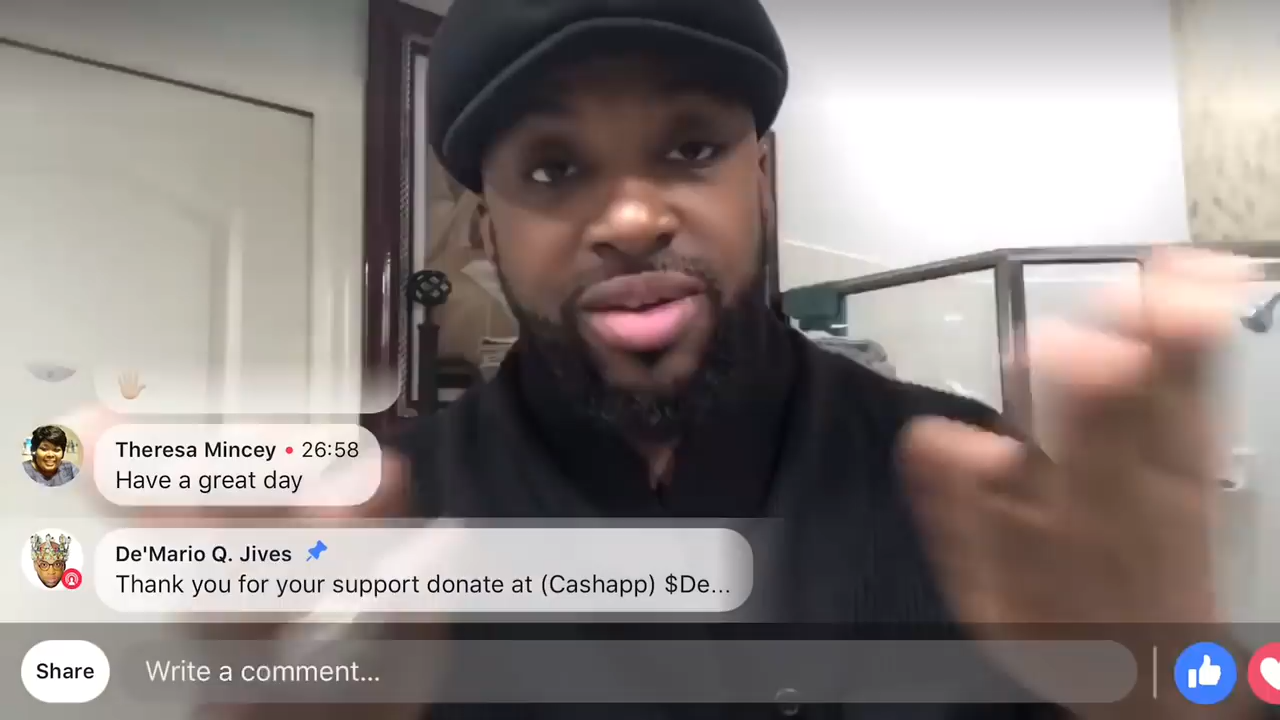 Theresa Mincey • 26:58
Have a great day
De'Mario Q. Jives
Thank you for your support donate at (Cashapp) $De...
Share
Write a comment...